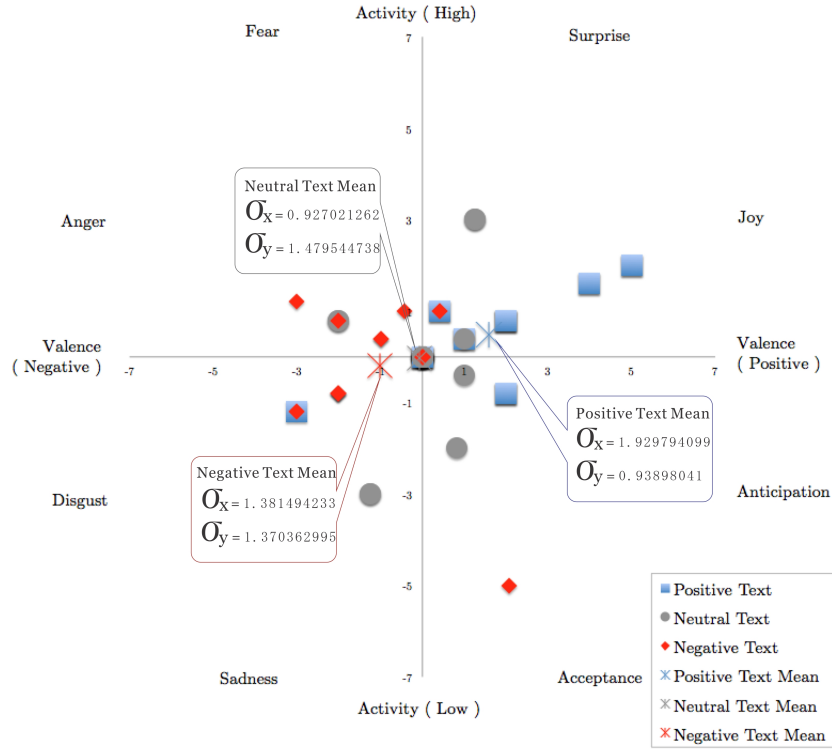 Activity ( High)
Fear
Surprise
7
5
Neutral Text Mean
σx=0.927021262
σy=1.479544738
3
Anger
Joy
Valence
( Negative )
Valence
( Positive )
-7
-5
-3
-1
1
3
5
7
-1
Positive Text Mean
σx=1.929794099
σy=0.93898041
Negative Text Mean
σx=1.381494233
σy=1.370362995
Disgust
-3
Anticipation
-5
Positive Text
Neutral Text
Negative Text
Positive Text Mean
Neutral Text Mean
Negative Text Mean
Sadness
-7
Acceptance
Activity ( Low )